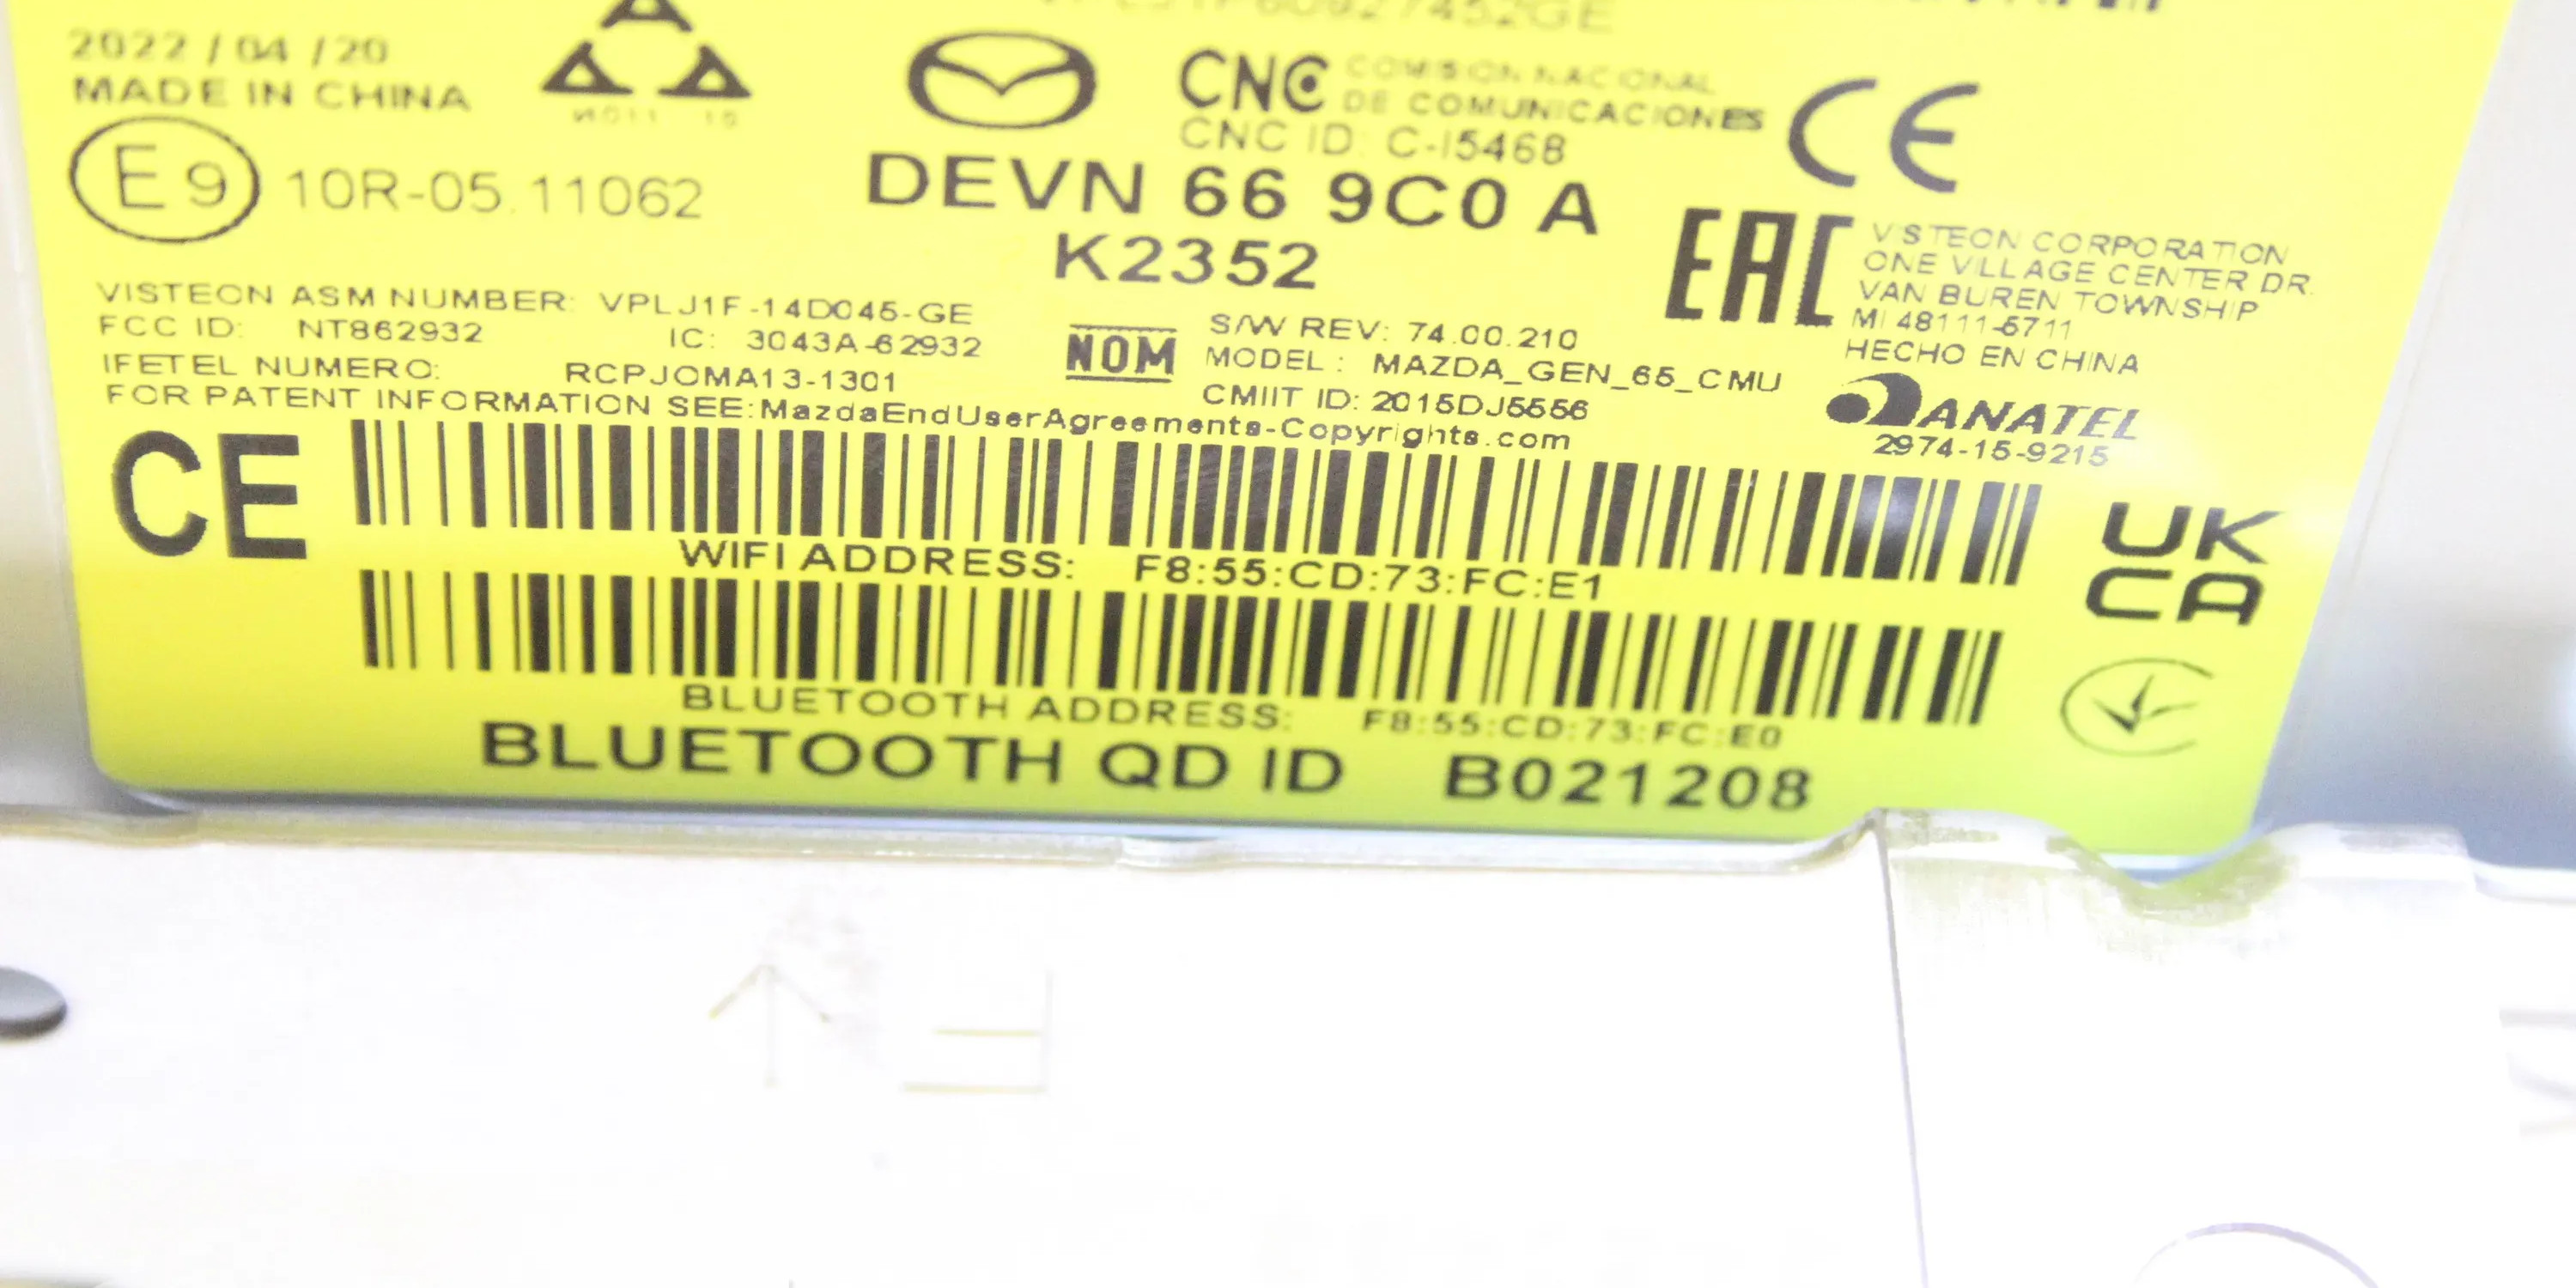 2022 / 04 / 20
MADE IN CHINA
CNC COMISION NACIONAL
DE COMUNICACIONES
CNC ID: C-I5468
CE
E9 10R-05.11062
DEVN 66 9C0 A
K2352
EAC
VISTEON CORPORATION
ONE VILLAGE CENTER DR.
VAN BUREN TOWNSHIP
MI 48111-5711
HECHO EN CHINA
VISTEON ASM NUMBER: VPLJ1F-14D045-GE
FCC ID: NT862932 IC: 3043A-62932
IFETEL NUMERO: RCPJOMA13-1301
NOM
S/W REV: 74.00.210
MODEL: MAZDA_GEN_65_CMU
CMIIT ID: 2015DJ5556
FOR PATENT INFORMATION SEE:MazdaEndUserAgreements-Copyrights.com
ANATEL
2974-15-9215
CE
WIFI ADDRESS: F8:55:CD:73:FC:E1
UK
CA
BLUETOOTH ADDRESS: F8:55:CD:73:FC:E0
BLUETOOTH QD ID B021208